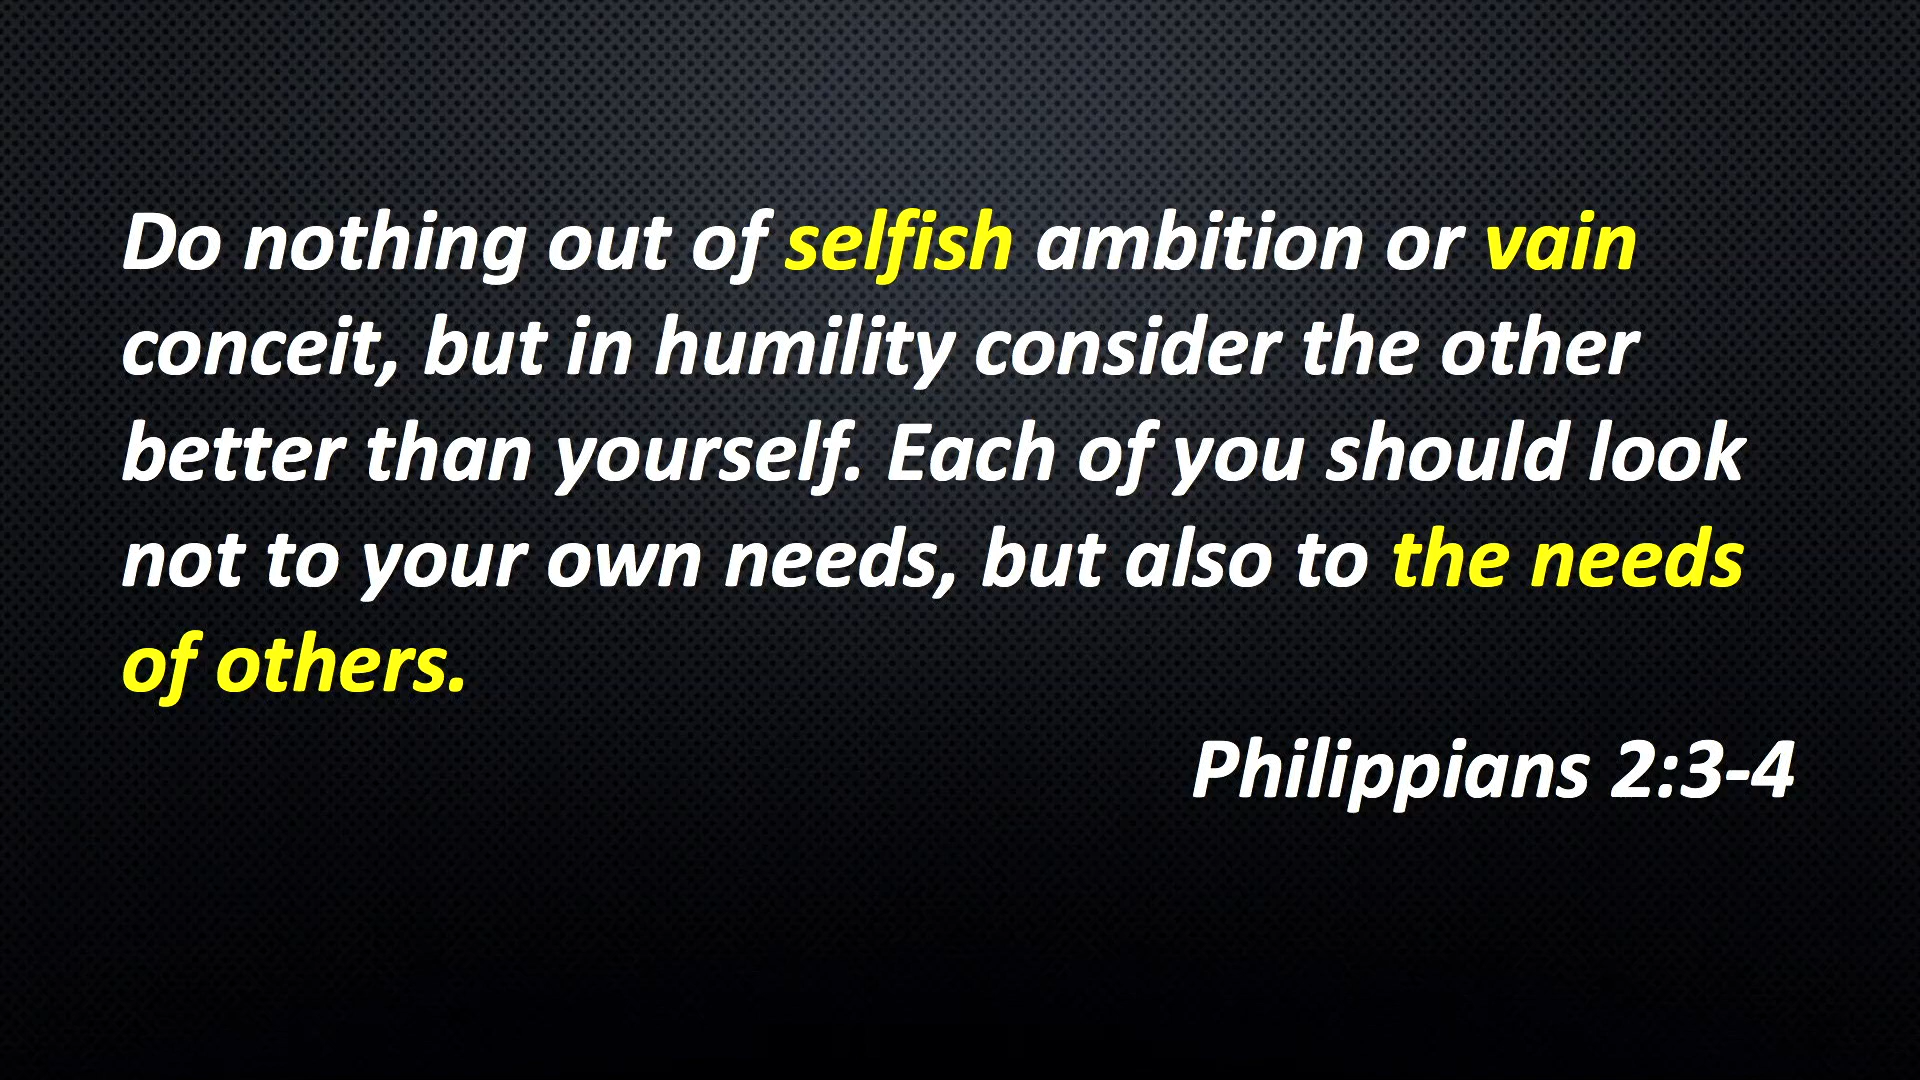 Do nothing out of selfish ambition or vain
conceit, but in humility consider the other
better than yourself. Each of you should look
not to your own needs, but also to the needs
of others.
Philippians 2:3-4